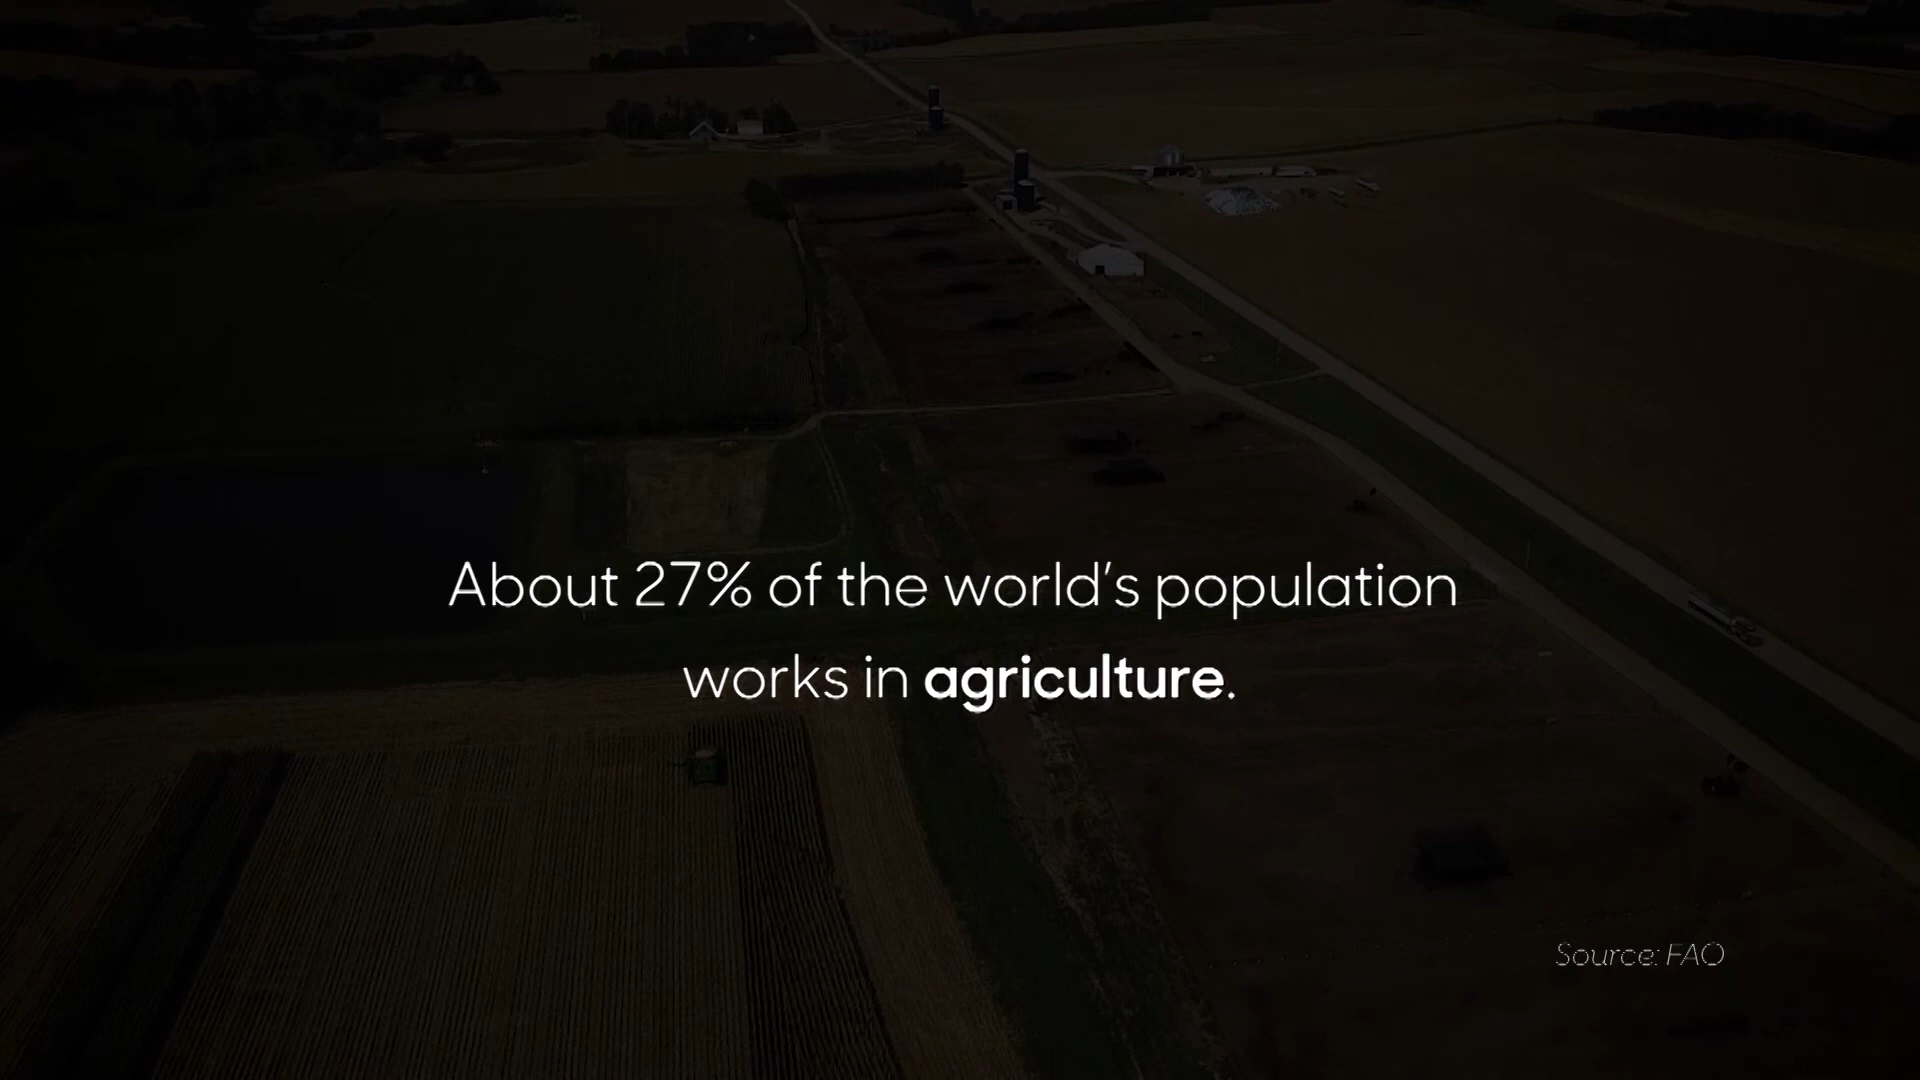 About 27% of the world's population
works in agriculture.
Source: FAO